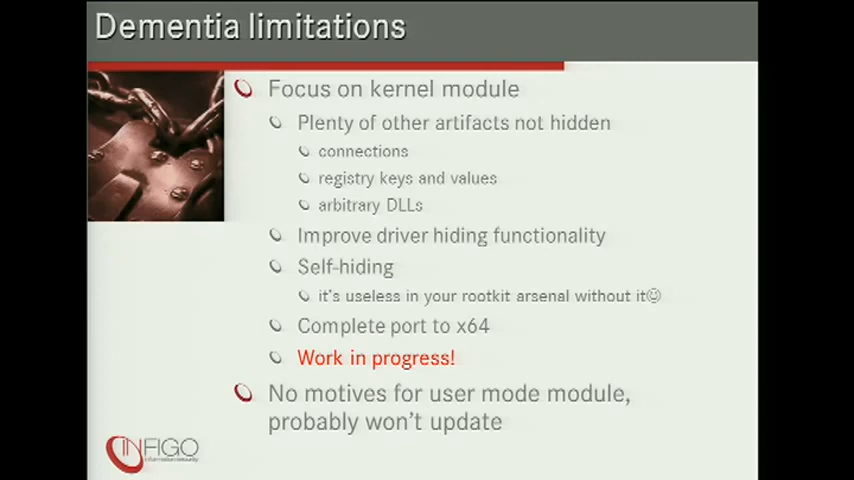 Dementia limitations
Focus on kernel module
Plenty of other artifacts not hidden
connections
registry keys and values
arbitrary DLLs
Improve driver hiding functionality
Self-hiding
it's useless in your rootkit arsenal without it☺
Complete port to x64
Work in progress!
No motives for user mode module,
probably won't update
INFIGO
information network